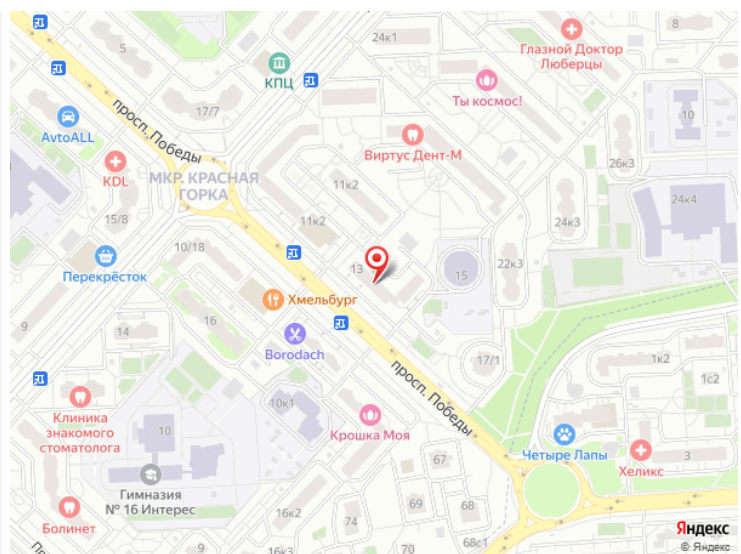 24к1
8
5
Глазной Доктор
Люберцы
КПЦ
Ты космос!
17/7
AvtoALL
10
просп. Победы
Виртус Дент-М
KDL
МКР. КРАСНАЯ
ГОРКА
11к2
26к3
24к4
15/8
11к2
24к3
10/18
Перекрёсток
13
22к3
15
Хмельбург
9
16
14
Borodach
17/1
1к2
просп. Победы
1с2
Клиника
знакомого
стоматолога
10к1
10
Крошка Моя
67
Четыре Лапы
Хеликс
3
Гимназия
№ 16 Интерес
69
68
16к2
74
Болинет
68с1
70
16к3
Яндекс
© Яндекс